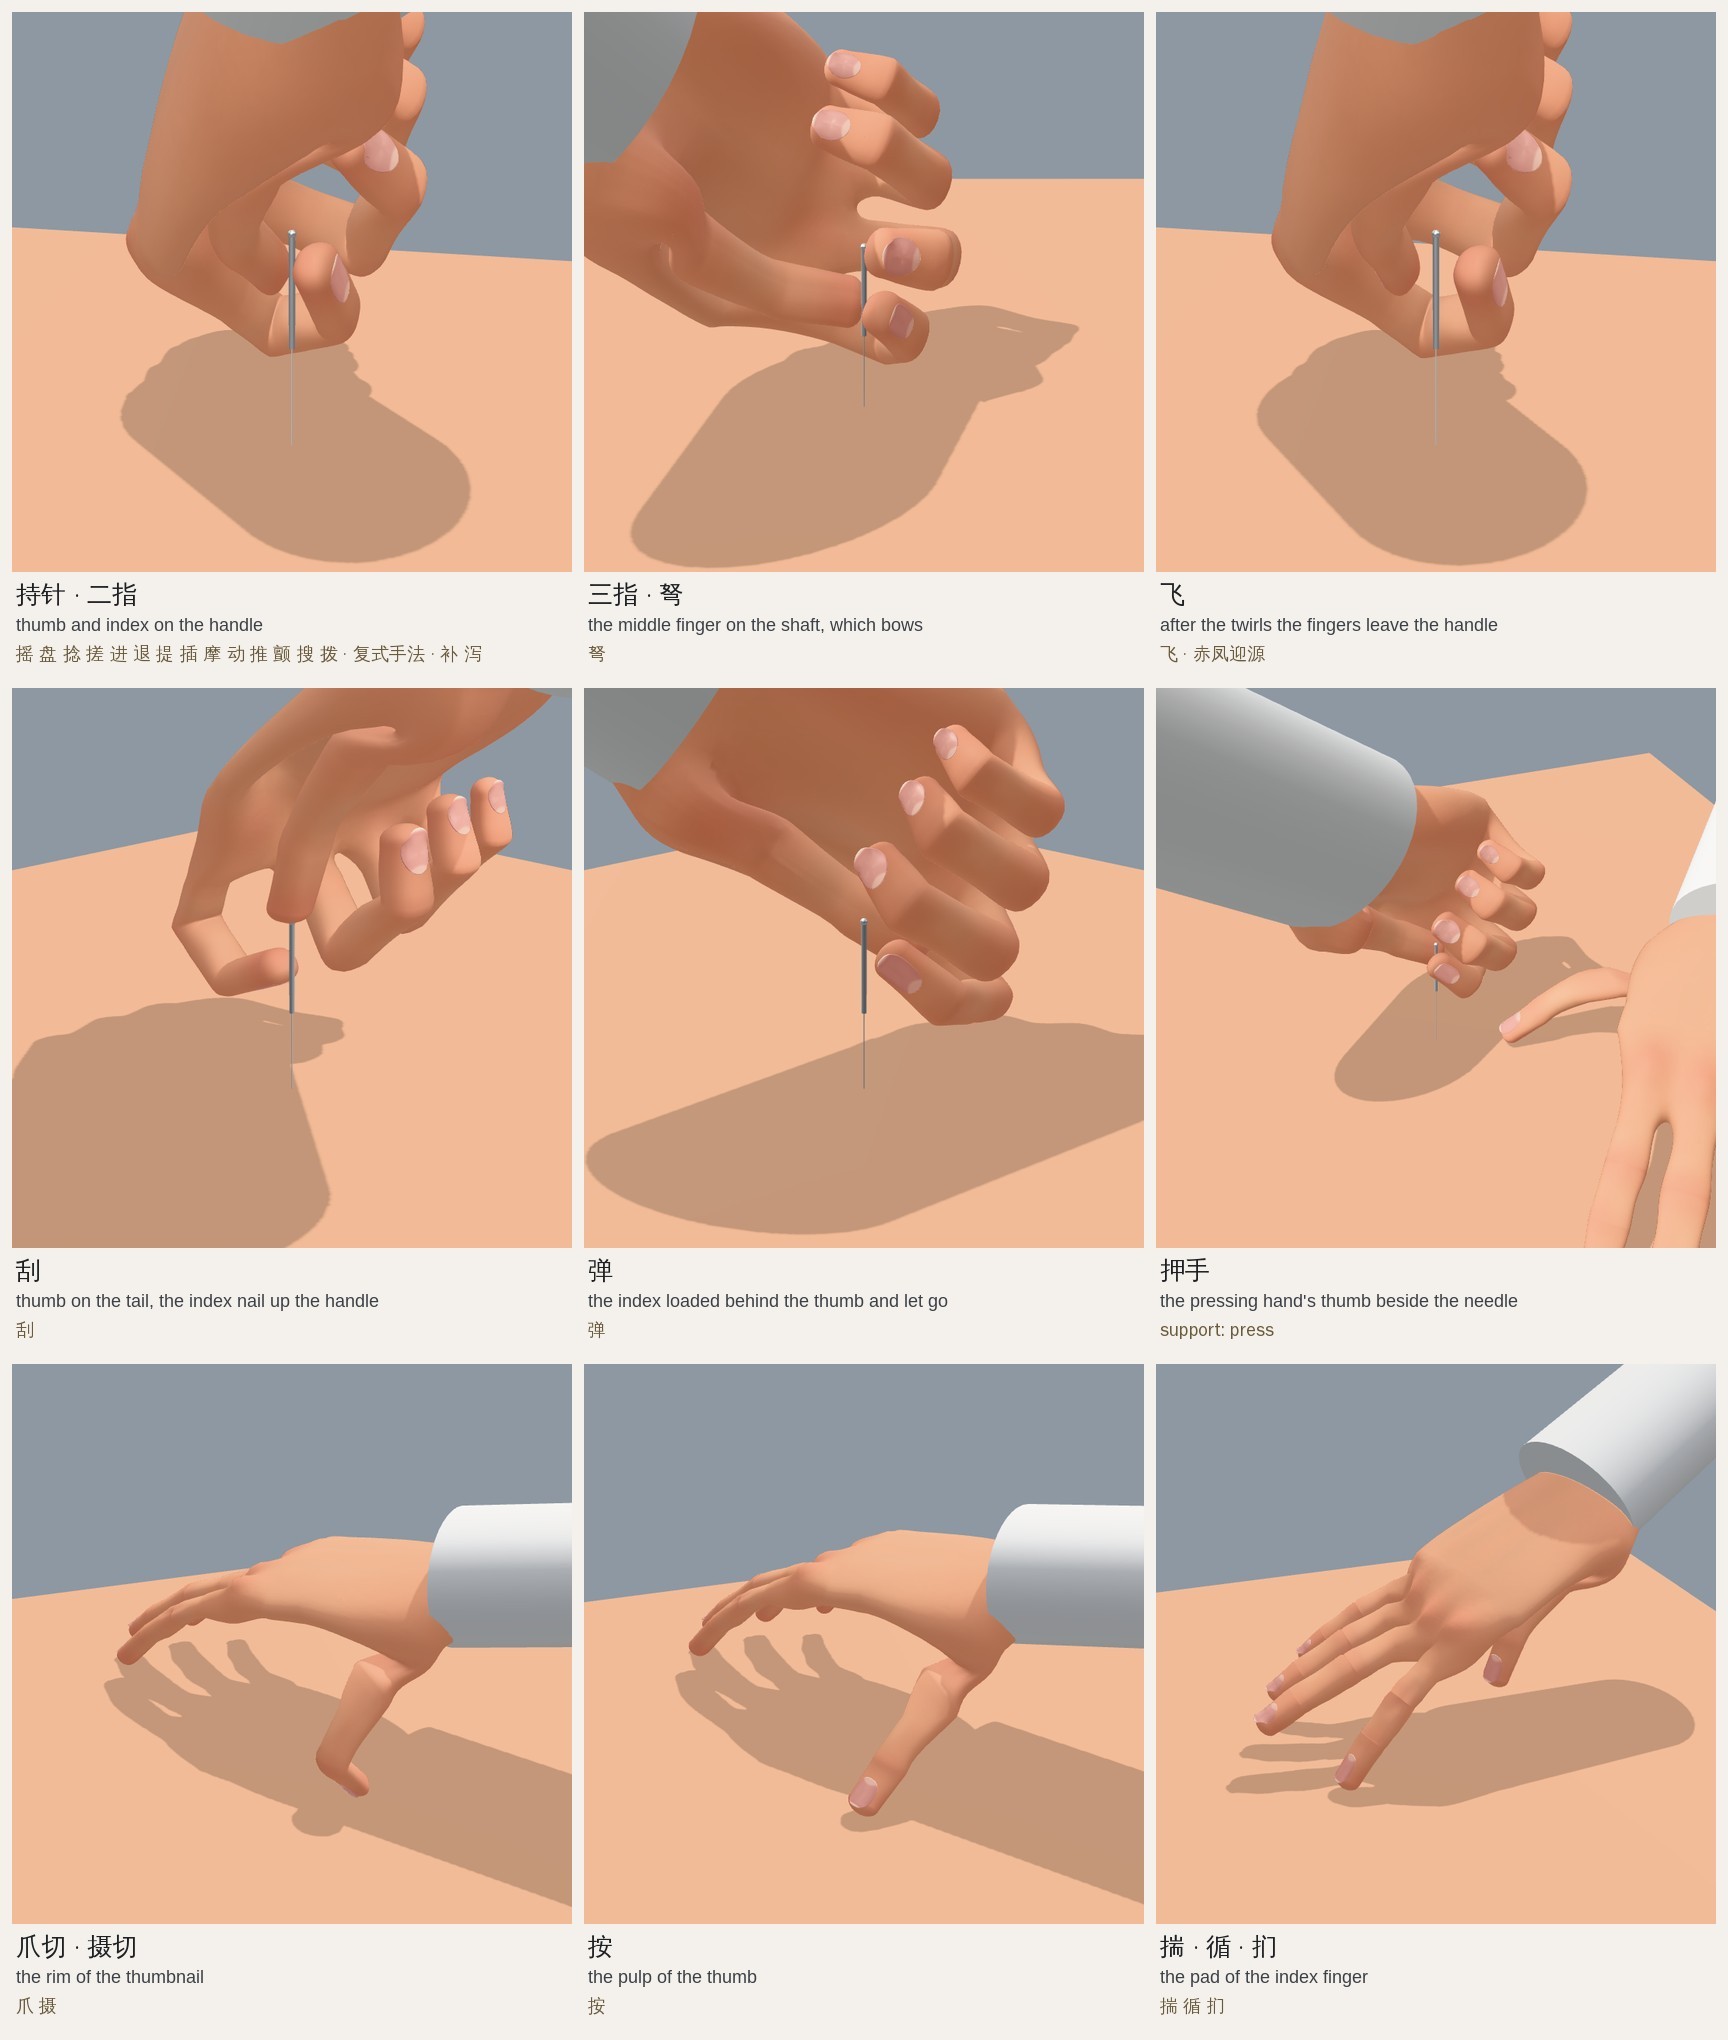 持针 · 二指
thumb and index on the handle
摇 盘 捻 搓 进 退 提 插 摩 动 推 颤 搜 拨 · 复式手法 · 补 泻
三指 · 弩
the middle finger on the shaft, which bows
弩
飞
after the twirls the fingers leave the handle
飞 · 赤凤迎源
刮
thumb on the tail, the index nail up the handle
刮
弹
the index loaded behind the thumb and let go
弹
押手
the pressing hand's thumb beside the needle
support: press
爪切 · 摄切
the rim of the thumbnail
爪 摄
按
the pulp of the thumb
按
揣 · 循 · 扪
the pad of the index finger
揣 循 扪